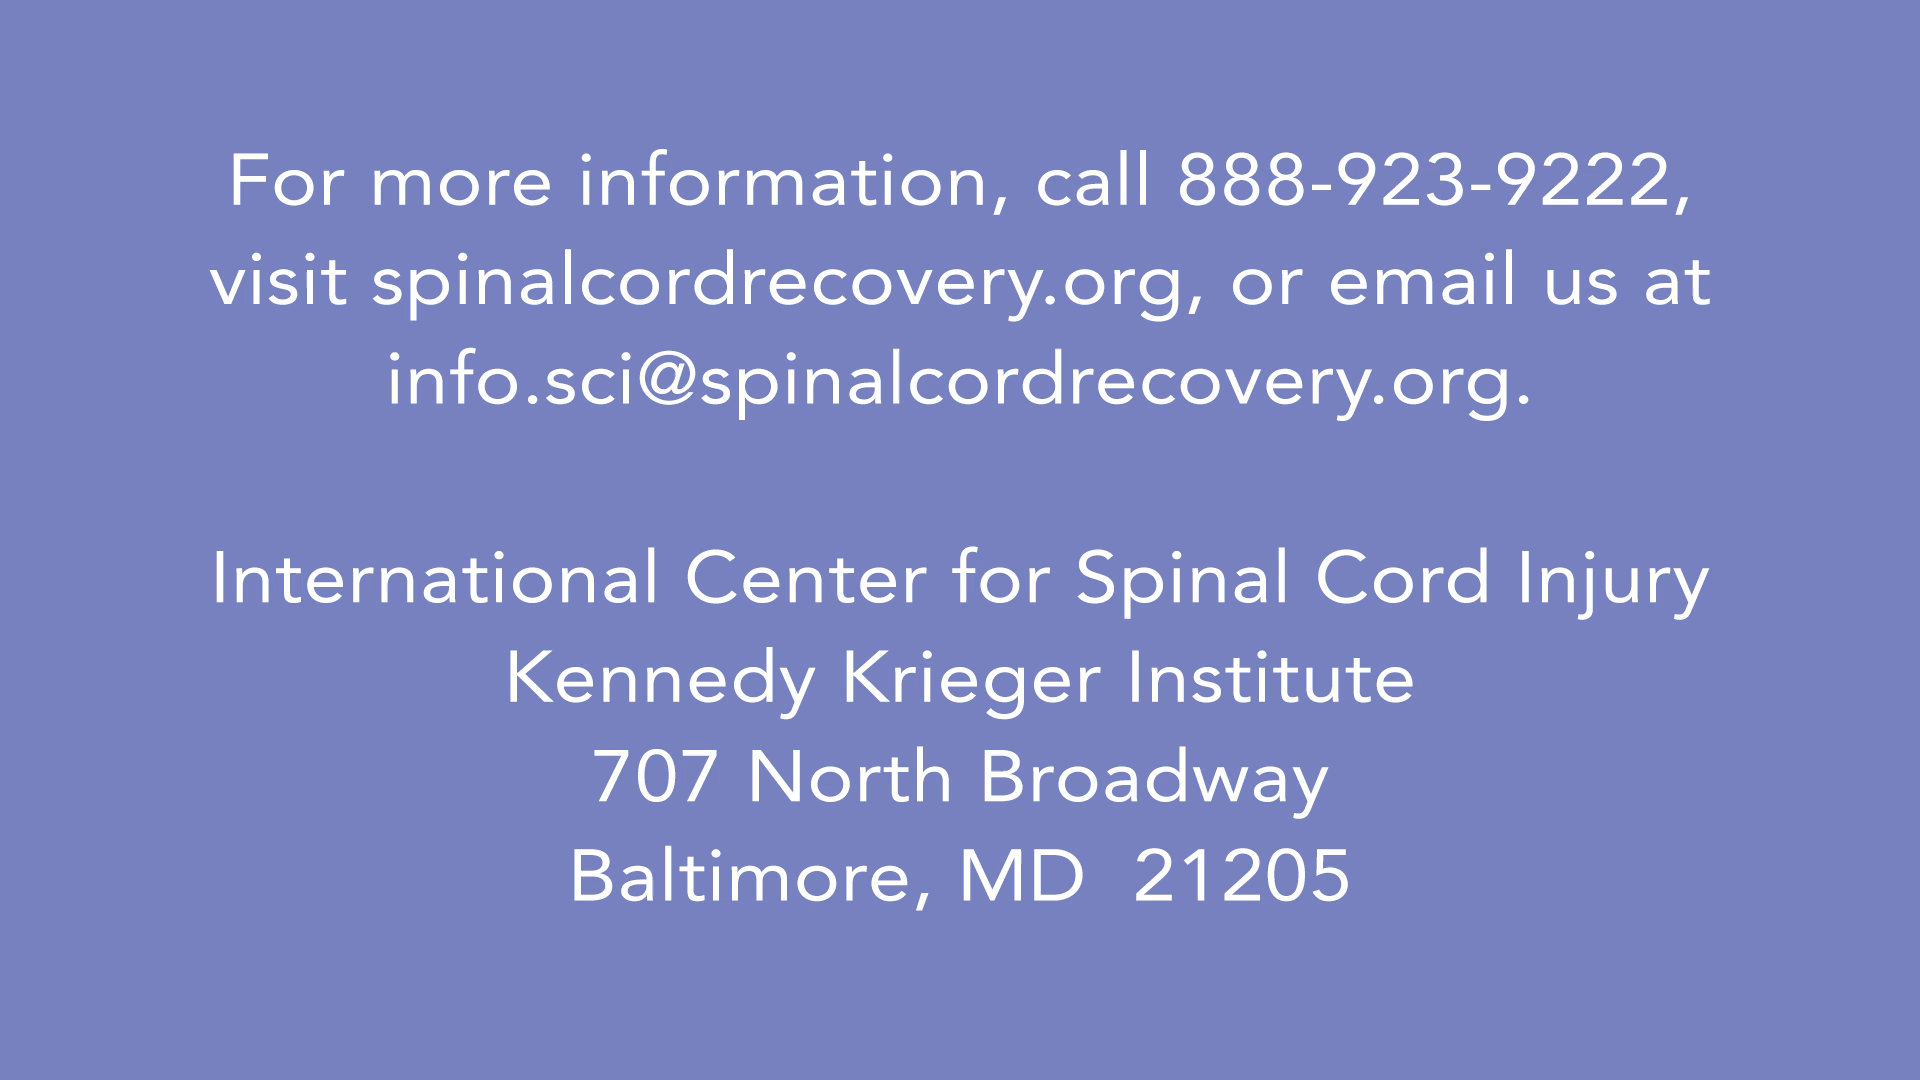 For more information, call 888-923-9222,
visit spinalcordrecovery.org, or email us at
info.sci@spinalcordrecovery.org.
International Center for Spinal Cord Injury
Kennedy Krieger Institute
707 North Broadway
Baltimore, MD  21205